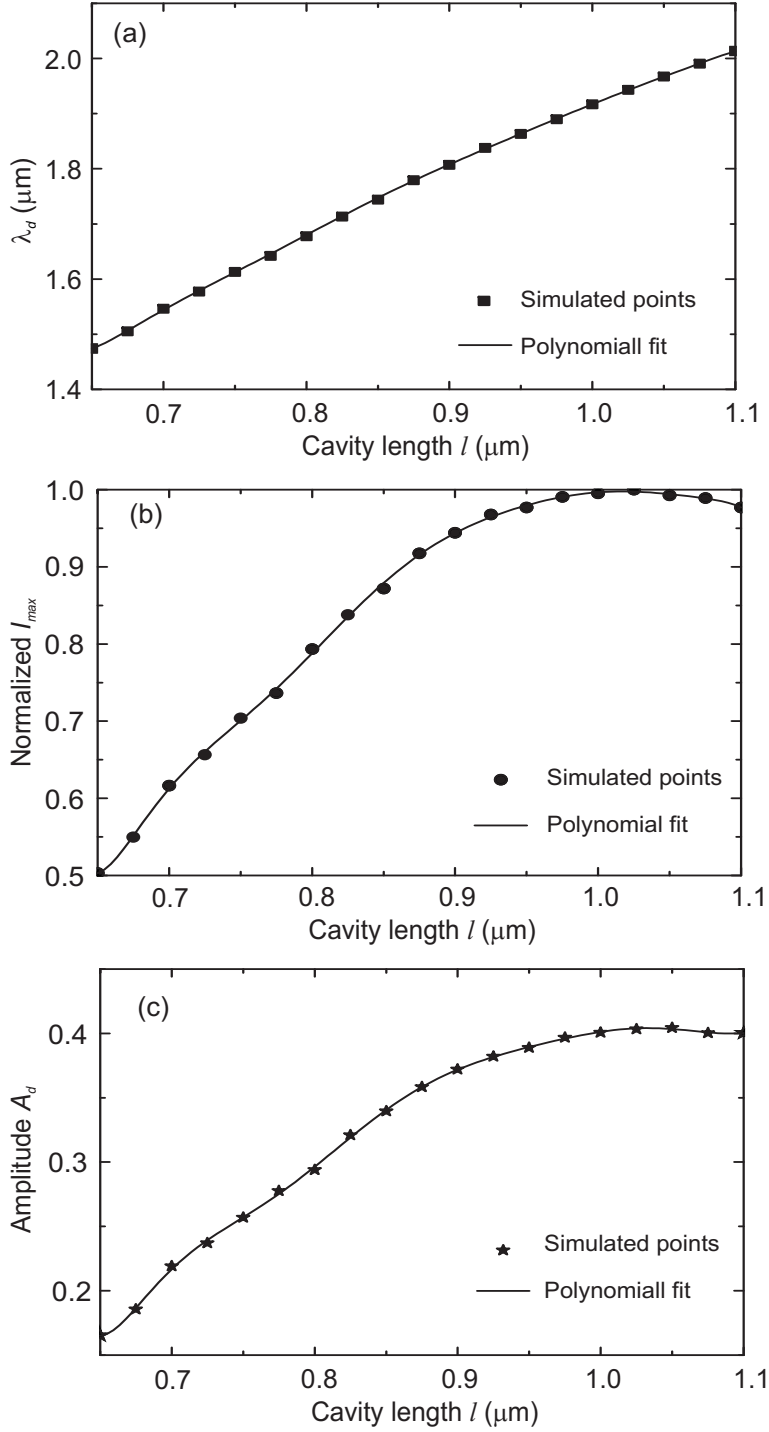 (a)
2.0
1.8
1.6
1.4
λd (μm)
Simulated points
Polynomiall fit
0.7 0.8 0.9 1.0 1.1
Cavity length l (μm)
(b)
1.0
0.9
0.8
0.7
0.6
0.5
Normalized Imax
Simulated points
Polynomial fit
0.7 0.8 0.9 1.0 1.1
Cavity length l (μm)
(c)
0.4
0.3
0.2
Amplitude Ad
Simulated points
Polynomiall fit
0.7 0.8 0.9 1.0 1.1
Cavity length l (μm)